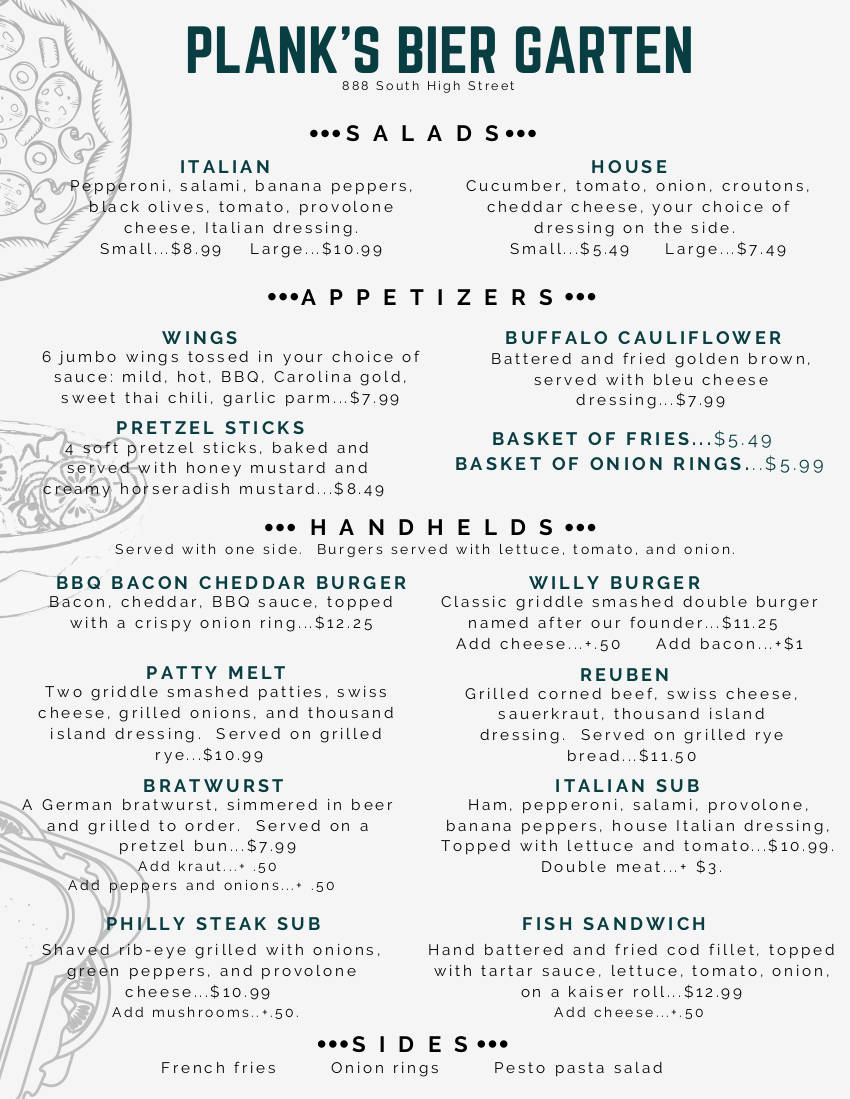 PLANK'S BIER GARTEN
888 South High Street
•••SALADS•••
ITALIAN
Pepperoni, salami, banana peppers,
black olives, tomato, provolone
cheese, Italian dressing.
Small...$8.99 Large...$10.99
HOUSE
Cucumber, tomato, onion, croutons,
cheddar cheese, your choice of
dressing on the side.
Small...$5.49 Large...$7.49
•••APPETIZERS•••
WINGS
6 jumbo wings tossed in your choice of
sauce: mild, hot, BBQ, Carolina gold,
sweet thai chili, garlic parm...$7.99
BUFFALO CAULIFLOWER
Battered and fried golden brown,
served with bleu cheese
dressing...$7.99
PRETZEL STICKS
4 soft pretzel sticks, baked and
served with honey mustard and
creamy horseradish mustard...$8.49
BASKET OF FRIES...$5.49
BASKET OF ONION RINGS...$5.99
••• HANDHELDS•••
Served with one side. Burgers served with lettuce, tomato, and onion.
BBQ BACON CHEDDAR BURGER
Bacon, cheddar, BBQ sauce, topped
with a crispy onion ring...$12.25
WILLY BURGER
Classic griddle smashed double burger
named after our founder...$11.25
Add cheese...+.50 Add bacon...+$1
PATTY MELT
Two griddle smashed patties, swiss
cheese, grilled onions, and thousand
island dressing. Served on grilled
rye...$10.99
REUBEN
Grilled corned beef, swiss cheese,
sauerkraut, thousand island
dressing. Served on grilled rye
bread...$11.50
BRATWURST
A German bratwurst, simmered in beer
and grilled to order. Served on a
pretzel bun...$7.99
Add kraut...+ .50
Add peppers and onions...+ .50
ITALIAN SUB
Ham, pepperoni, salami, provolone,
banana peppers, house Italian dressing,
Topped with lettuce and tomato...$10.99.
Double meat...+ $3.
PHILLY STEAK SUB
Shaved rib-eye grilled with onions,
green peppers, and provolone
cheese...$10.99
Add mushrooms..+.50.
FISH SANDWICH
Hand battered and fried cod fillet, topped
with tartar sauce, lettuce, tomato, onion,
on a kaiser roll...$12.99
Add cheese...+.50
•••SIDES•••
French fries Onion rings Pesto pasta salad